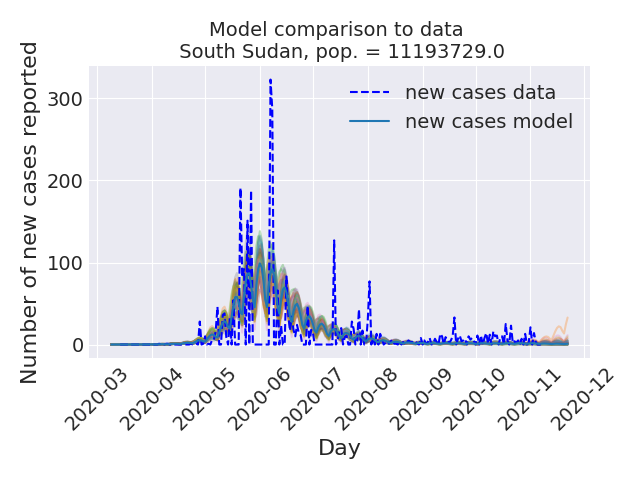 Model comparison to data
South Sudan, pop. = 11193729.0
Number of new cases reported
300
200
100
0
new cases data
new cases model
2020-03
2020-04
2020-05
2020-06
2020-07
2020-08
2020-09
2020-10
2020-11
2020-12
Day